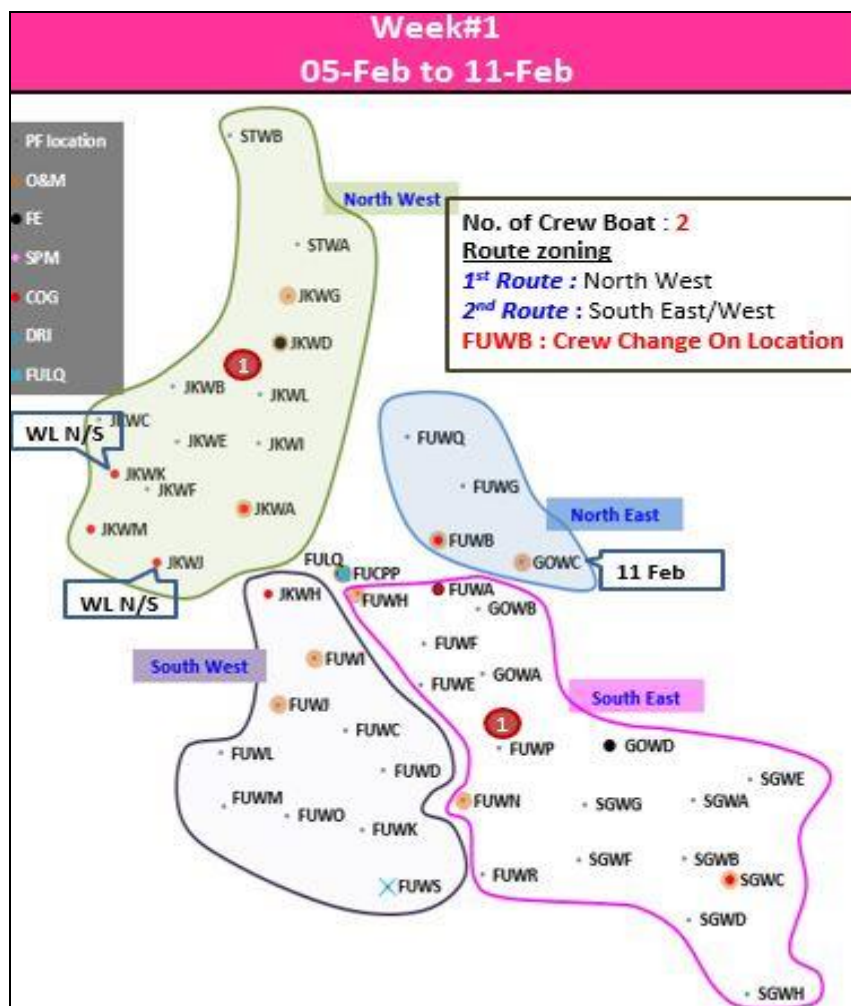 Week#1
05-Feb to 11-Feb
PF location
O&M
FE
SPM
COG
DRI
FULQ
No. of Crew Boat : 2
Route zoning
1st Route : North West
2nd Route : South East/West
FUWB : Crew Change On Location
STWB
North West
STWA
JKWG
JKWD
1
JKWB
JKWL
JKWC
WL N/S
JKWE
JKWI
JKWK
JKWF
JKWA
JKWM
JKWJ
WL N/S
FUWQ
FUWG
North East
FUWB
GOWC
11 Feb
FULQ
FUCPP
JKWH
FUWH
FUWA
GOWB
FUWF
South West
FUWI
FUWE
GOWA
South East
FUWJ
FUWC
1
FUWP
GOWD
FUWL
FUWD
SGWE
FUWM
FUWO
FUWN
SGWG
SGWA
FUWK
SGWF
SGWB
FUWS
FUWR
SGWC
SGWD
SGWH